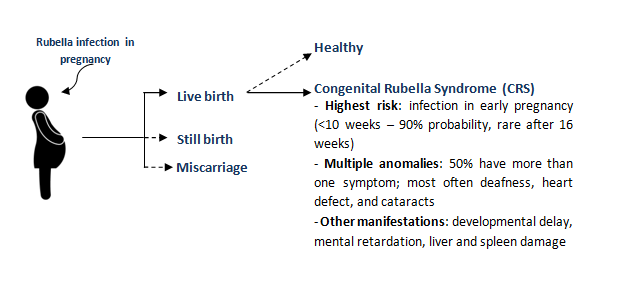 Rubella infection in
pregnancy
Live birth
Still birth
Miscarriage
Healthy
Congenital Rubella Syndrome (CRS)
- Highest risk: infection in early pregnancy
(<10 weeks – 90% probability, rare after 16
weeks)
- Multiple anomalies: 50% have more than
one symptom; most often deafness, heart
defect, and cataracts
-Other manifestations: developmental delay,
mental retardation, liver and spleen damage